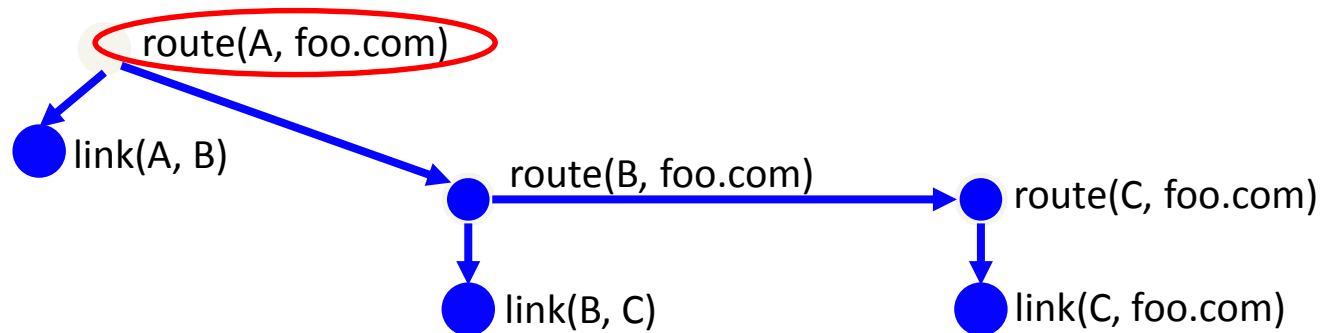 route(A, foo.com)
link(A, B)
route(B, foo.com)
route(C, foo.com)
link(B, C)
link(C, foo.com)